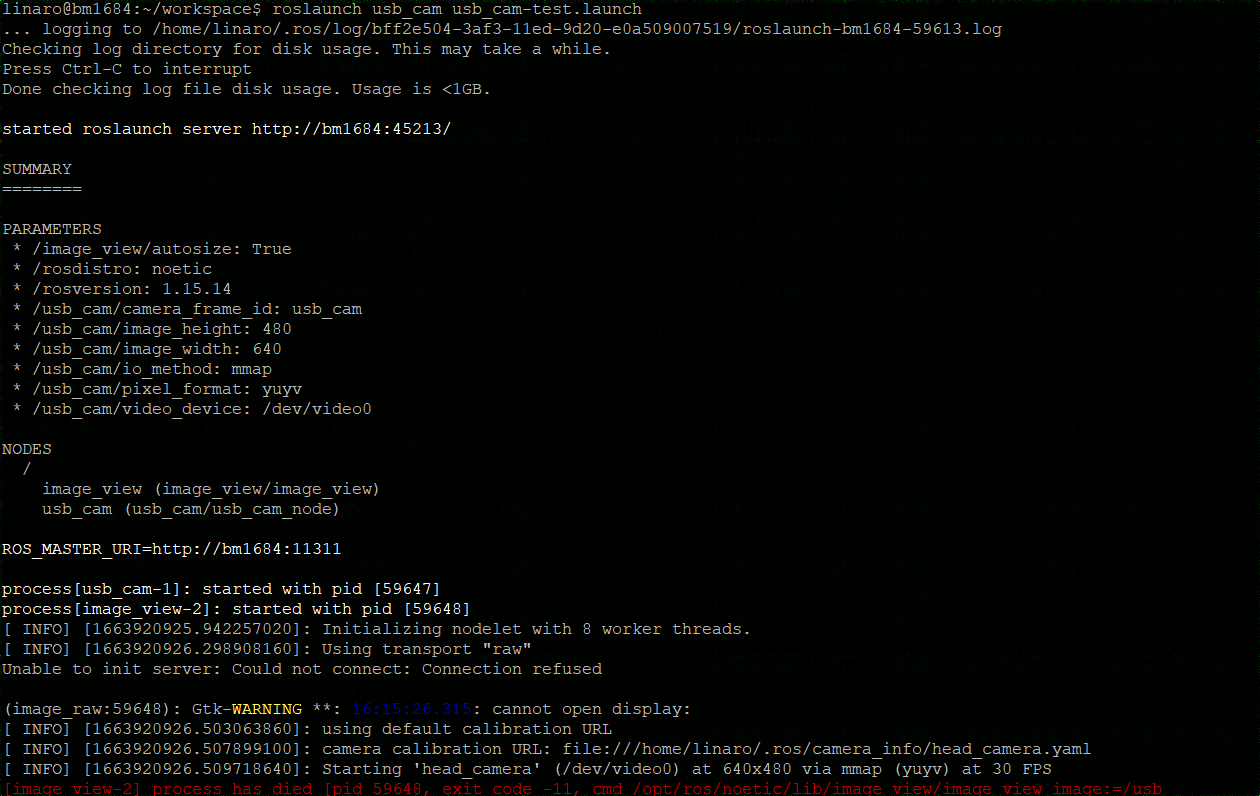 linaro@bm1684:~/workspace$ roslaunch usb_cam usb_cam-test.launch
... logging to /home/linaro/.ros/log/bff2e504-3af3-11ed-9d20-e0a509007519/roslaunch-bm1684-59613.log
Checking log directory for disk usage. This may take a while.
Press Ctrl-C to interrupt
Done checking log file disk usage. Usage is <1GB.
started roslaunch server http://bm1684:45213/
SUMMARY
========
PARAMETERS
* /image_view/autosize: True
* /rosdistro: noetic
* /rosversion: 1.15.14
* /usb_cam/camera_frame_id: usb_cam
* /usb_cam/image_height: 480
* /usb_cam/image_width: 640
* /usb_cam/io_method: mmap
* /usb_cam/pixel_format: yuyv
* /usb_cam/video_device: /dev/video0
NODES
/
image_view (image_view/image_view)
usb_cam (usb_cam/usb_cam_node)
ROS_MASTER_URI=http://bm1684:11311
process[usb_cam-1]: started with pid [59647]
process[image_view-2]: started with pid [59648]
[ INFO] [1663920925.942257020]: Initializing nodelet with 8 worker threads.
[ INFO] [1663920926.298908160]: Using transport "raw"
Unable to init server: Could not connect: Connection refused
(image_raw:59648): Gtk-WARNING **: 16:15:26.315: cannot open display:
[ INFO] [1663920926.503063860]: using default calibration URL
[ INFO] [1663920926.507899100]: camera calibration URL: file:///home/linaro/.ros/camera_info/head_camera.yaml
[ INFO] [1663920926.509718640]: Starting 'head_camera' (/dev/video0) at 640x480 via mmap (yuyv) at 30 FPS
[image_view-2] process has died [pid 59648, exit code -11, cmd /opt/ros/noetic/lib/image_view/image_view image:=/usb